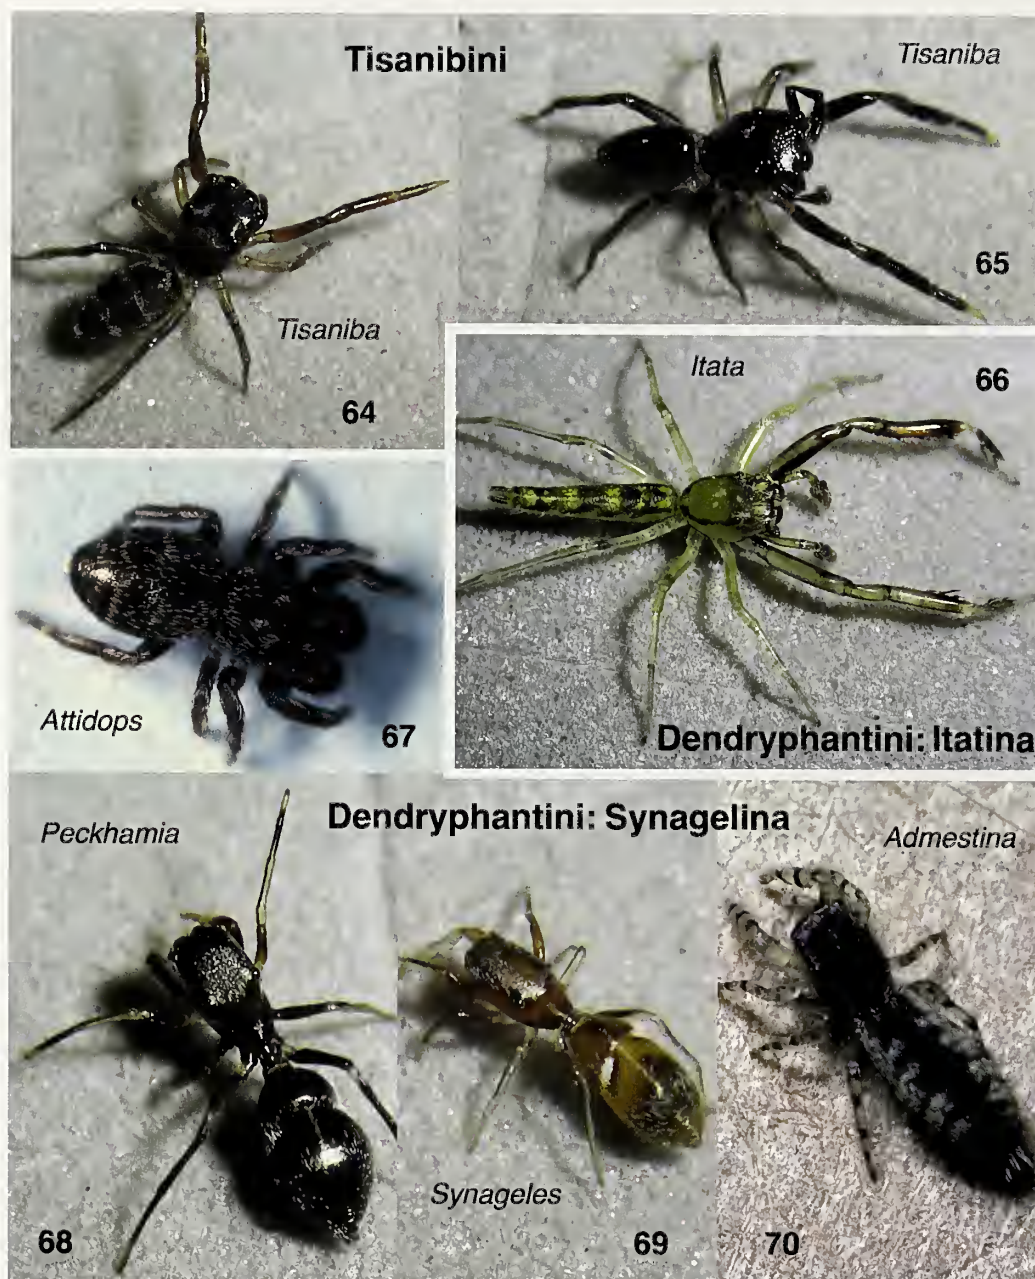 Tisanibini
Tisaniba
65
Tisaniba
64
Itata
66
Dendryphantini: Itatina
Attidops
67
Dendryphantini: Synagelina
Peckhamia
Admestina
Synageles
68
69
70